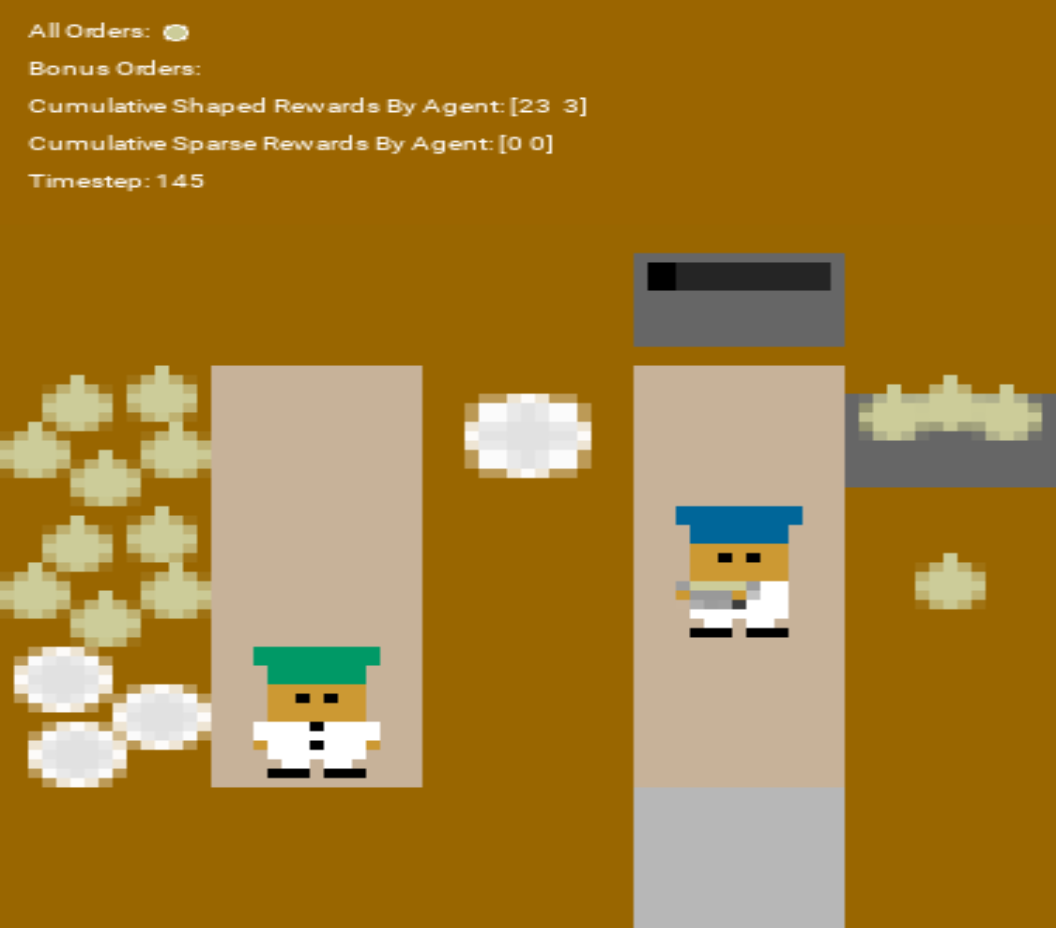 All Orders:
Bonus Orders:
Cumulative Shaped Rewards By Agent: [23 3]
Cumulative Sparse Rewards By Agent: [0 0]
Timestep: 145